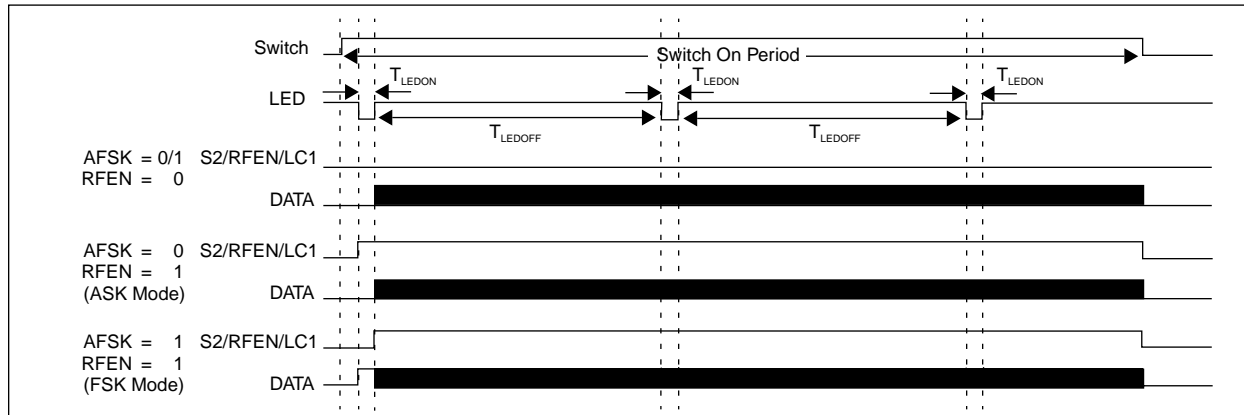 Switch
Switch On Period
TLEDON TLEDON TLEDON
LED
TLEDOFF TLEDOFF
AFSK = 0/1 S2/RFEN/LC1
RFEN = 0
DATA
AFSK = 0 S2/RFEN/LC1
RFEN = 1
(ASK Mode) DATA
AFSK = 1 S2/RFEN/LC1
RFEN = 1
(FSK Mode) DATA